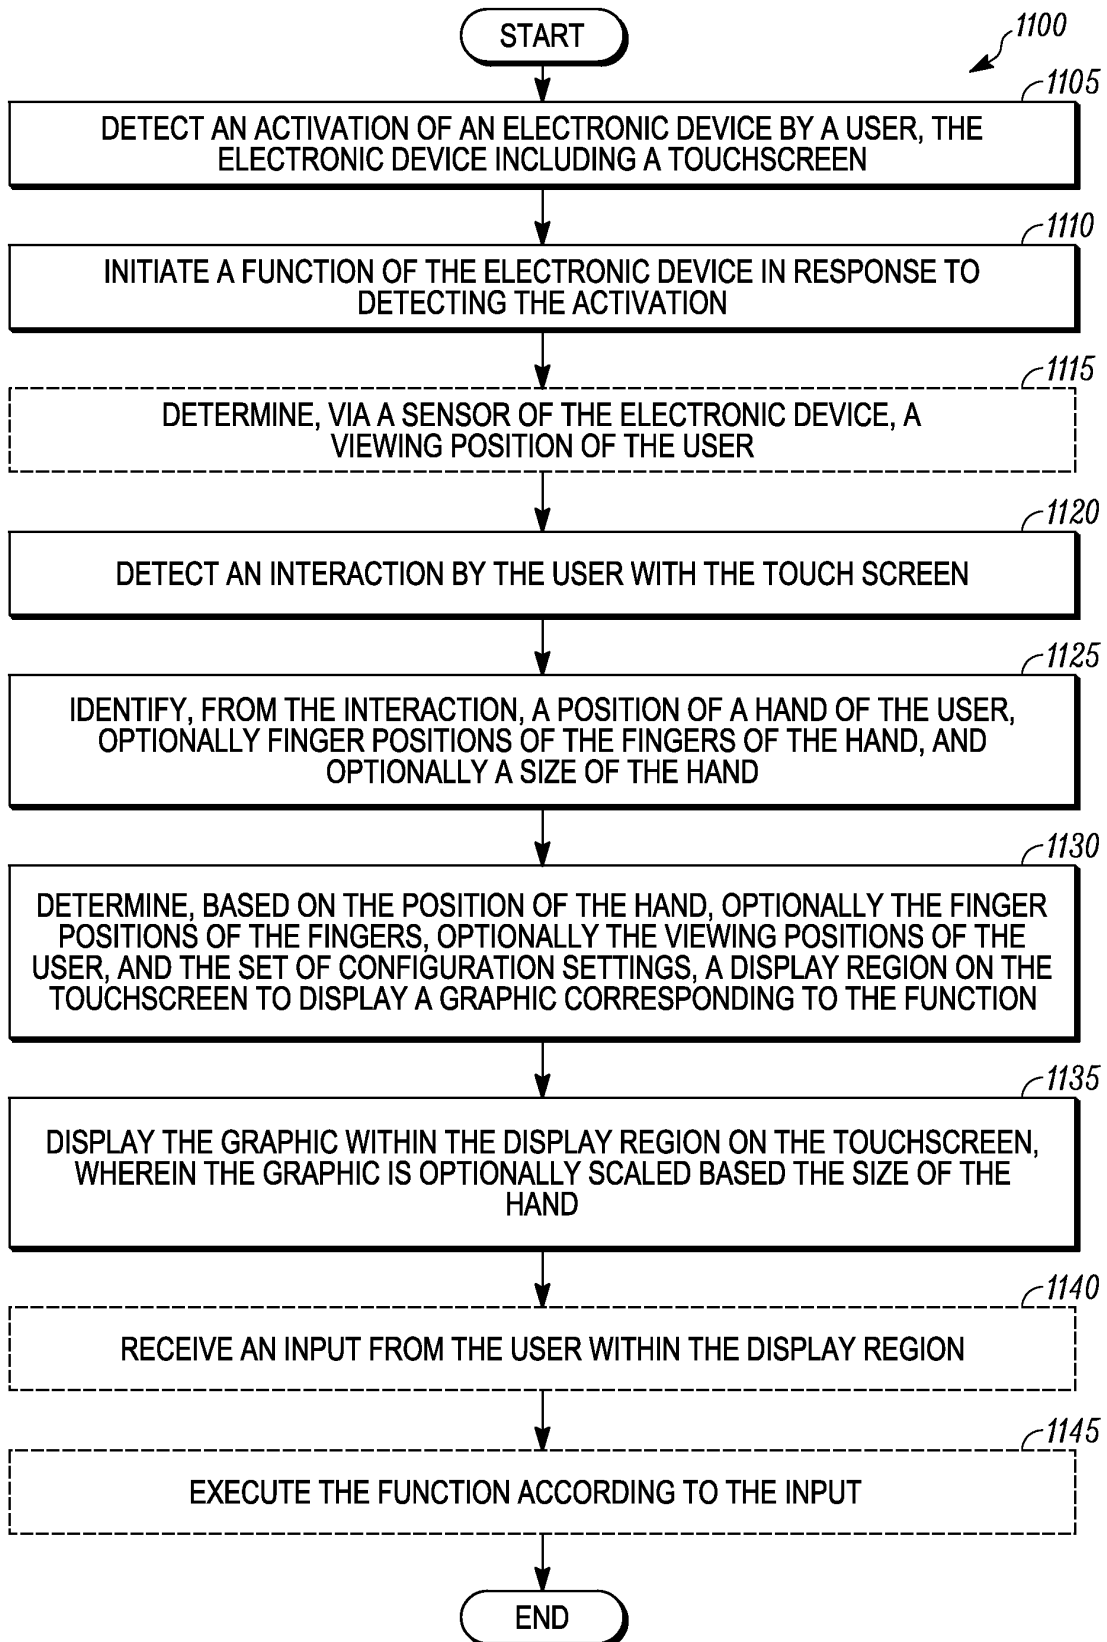 START
1100
1105
DETECT AN ACTIVATION OF AN ELECTRONIC DEVICE BY A USER, THE
ELECTRONIC DEVICE INCLUDING A TOUCHSCREEN
1110
INITIATE A FUNCTION OF THE ELECTRONIC DEVICE IN RESPONSE TO
DETECTING THE ACTIVATION
1115
DETERMINE, VIA A SENSOR OF THE ELECTRONIC DEVICE, A
VIEWING POSITION OF THE USER
1120
DETECT AN INTERACTION BY THE USER WITH THE TOUCH SCREEN
1125
IDENTIFY, FROM THE INTERACTION, A POSITION OF A HAND OF THE USER,
OPTIONALLY FINGER POSITIONS OF THE FINGERS OF THE HAND, AND
OPTIONALLY A SIZE OF THE HAND
1130
DETERMINE, BASED ON THE POSITION OF THE HAND, OPTIONALLY THE FINGER
POSITIONS OF THE FINGERS, OPTIONALLY THE VIEWING POSITIONS OF THE
USER, AND THE SET OF CONFIGURATION SETTINGS, A DISPLAY REGION ON THE
TOUCHSCREEN TO DISPLAY A GRAPHIC CORRESPONDING TO THE FUNCTION
1135
DISPLAY THE GRAPHIC WITHIN THE DISPLAY REGION ON THE TOUCHSCREEN,
WHEREIN THE GRAPHIC IS OPTIONALLY SCALED BASED THE SIZE OF THE
HAND
1140
RECEIVE AN INPUT FROM THE USER WITHIN THE DISPLAY REGION
1145
EXECUTE THE FUNCTION ACCORDING TO THE INPUT
END